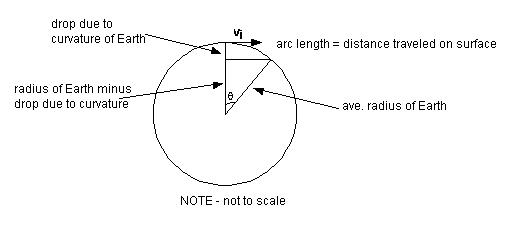 drop due to
curvature of Earth
vi
arc length = distance traveled on surface
radius of Earth minus
drop due to curvature
θ
ave. radius of Earth
NOTE - not to scale